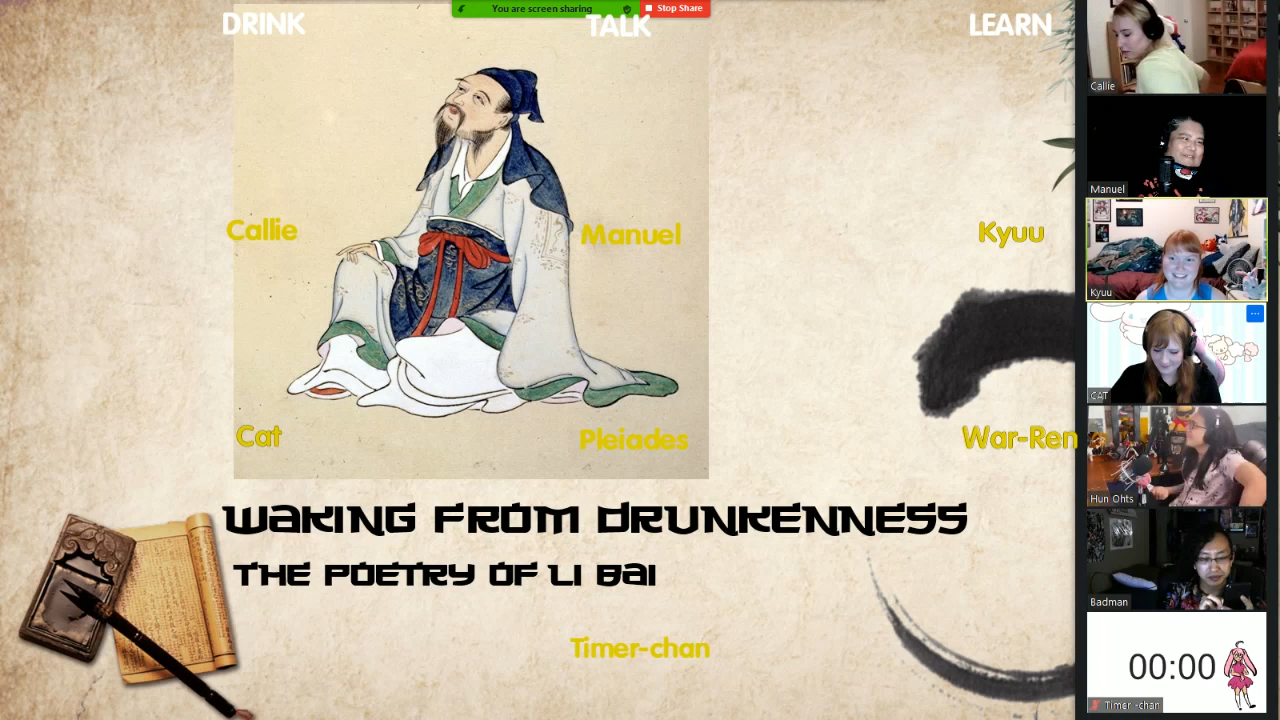 You are screen sharing
Stop Share
DRINK
TALK
LEARN
Callie
Manuel
Kyuu
Cat
Pleiades
War-Ren
WAKING FROM DRUNKENNESS
THE POETRY OF LI BAI
Timer-chan
Callie
Manuel
Kyuu
CAT
Hun Ohts
Badman
00:00
Timer -chan